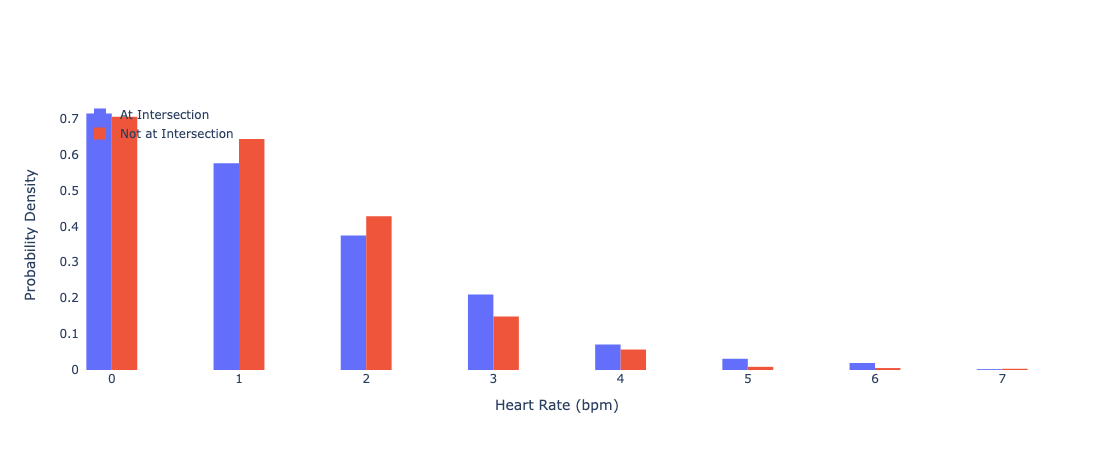 At Intersection
Not at Intersection
Probability Density
0.7
0.6
0.5
0.4
0.3
0.2
0.1
0
0 1 2 3 4 5 6 7
Heart Rate (bpm)